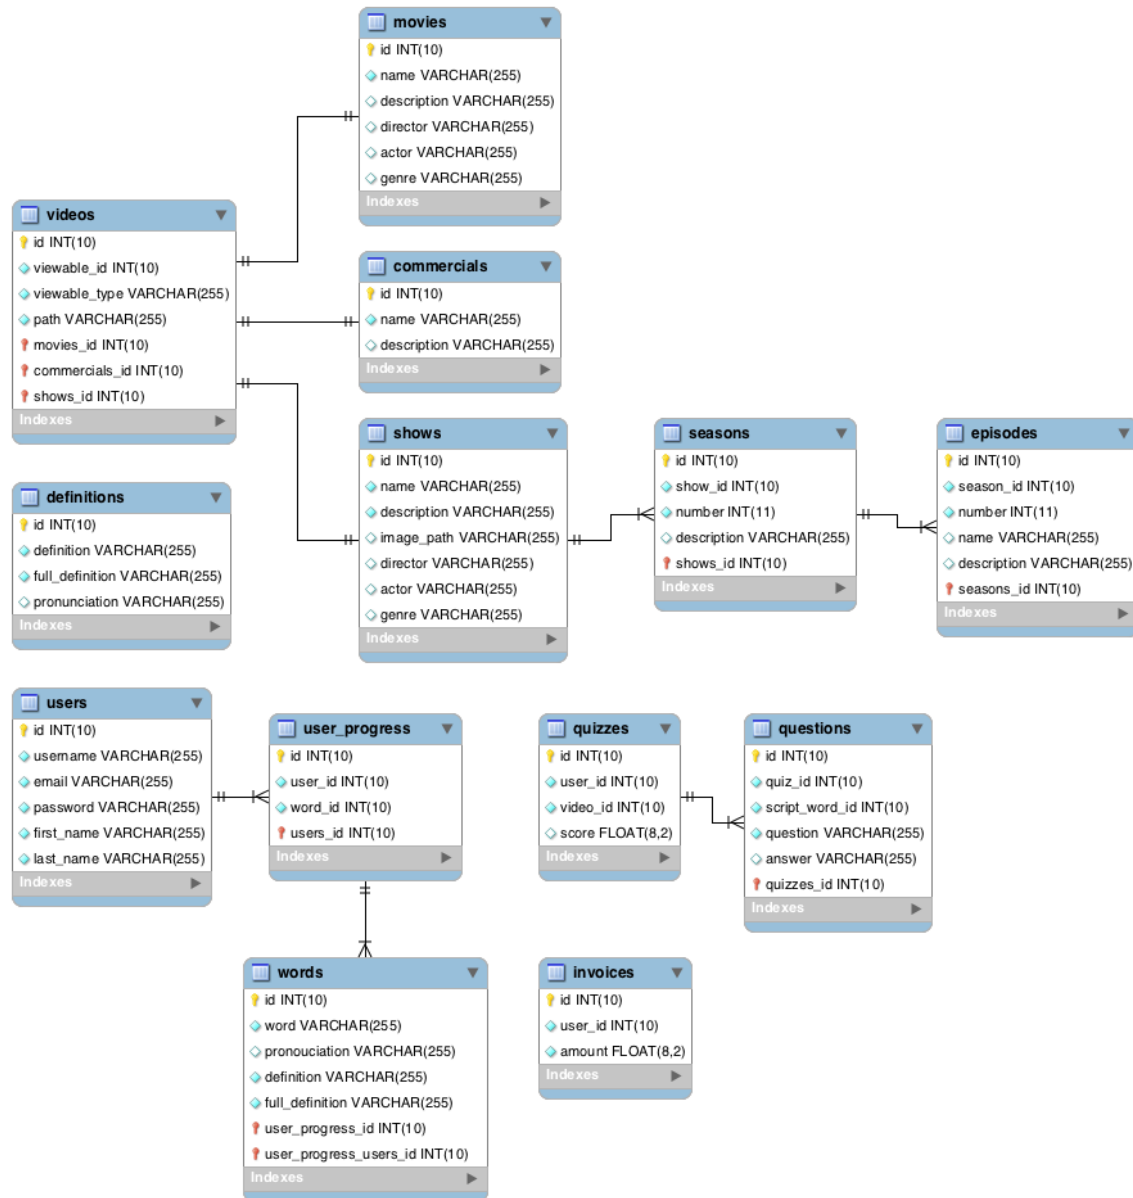 movies
id INT(10)
name VARCHAR(255)
description VARCHAR(255)
director VARCHAR(255)
actor VARCHAR(255)
genre VARCHAR(255)
Indexes
videos
id INT(10)
viewable_id INT(10)
viewable_type VARCHAR(255)
path VARCHAR(255)
movies_id INT(10)
commercials_id INT(10)
shows_id INT(10)
Indexes
commercials
id INT(10)
name VARCHAR(255)
description VARCHAR(255)
Indexes
shows
id INT(10)
name VARCHAR(255)
description VARCHAR(255)
image_path VARCHAR(255)
director VARCHAR(255)
actor VARCHAR(255)
genre VARCHAR(255)
Indexes
seasons
id INT(10)
show_id INT(10)
number INT(11)
description VARCHAR(255)
shows_id INT(10)
Indexes
episodes
id INT(10)
season_id INT(10)
number INT(11)
name VARCHAR(255)
description VARCHAR(255)
seasons_id INT(10)
Indexes
definitions
id INT(10)
definition VARCHAR(255)
full_definition VARCHAR(255)
pronunciation VARCHAR(255)
Indexes
users
id INT(10)
username VARCHAR(255)
email VARCHAR(255)
password VARCHAR(255)
first_name VARCHAR(255)
last_name VARCHAR(255)
Indexes
user_progress
id INT(10)
user_id INT(10)
word_id INT(10)
users_id INT(10)
Indexes
quizzes
id INT(10)
user_id INT(10)
video_id INT(10)
score FLOAT(8,2)
Indexes
questions
id INT(10)
quiz_id INT(10)
script_word_id INT(10)
question VARCHAR(255)
answer VARCHAR(255)
quizzes_id INT(10)
Indexes
words
id INT(10)
word VARCHAR(255)
pronouciation VARCHAR(255)
definition VARCHAR(255)
full_definition VARCHAR(255)
user_progress_id INT(10)
user_progress_users_id INT(10)
Indexes
invoices
id INT(10)
user_id INT(10)
amount FLOAT(8,2)
Indexes